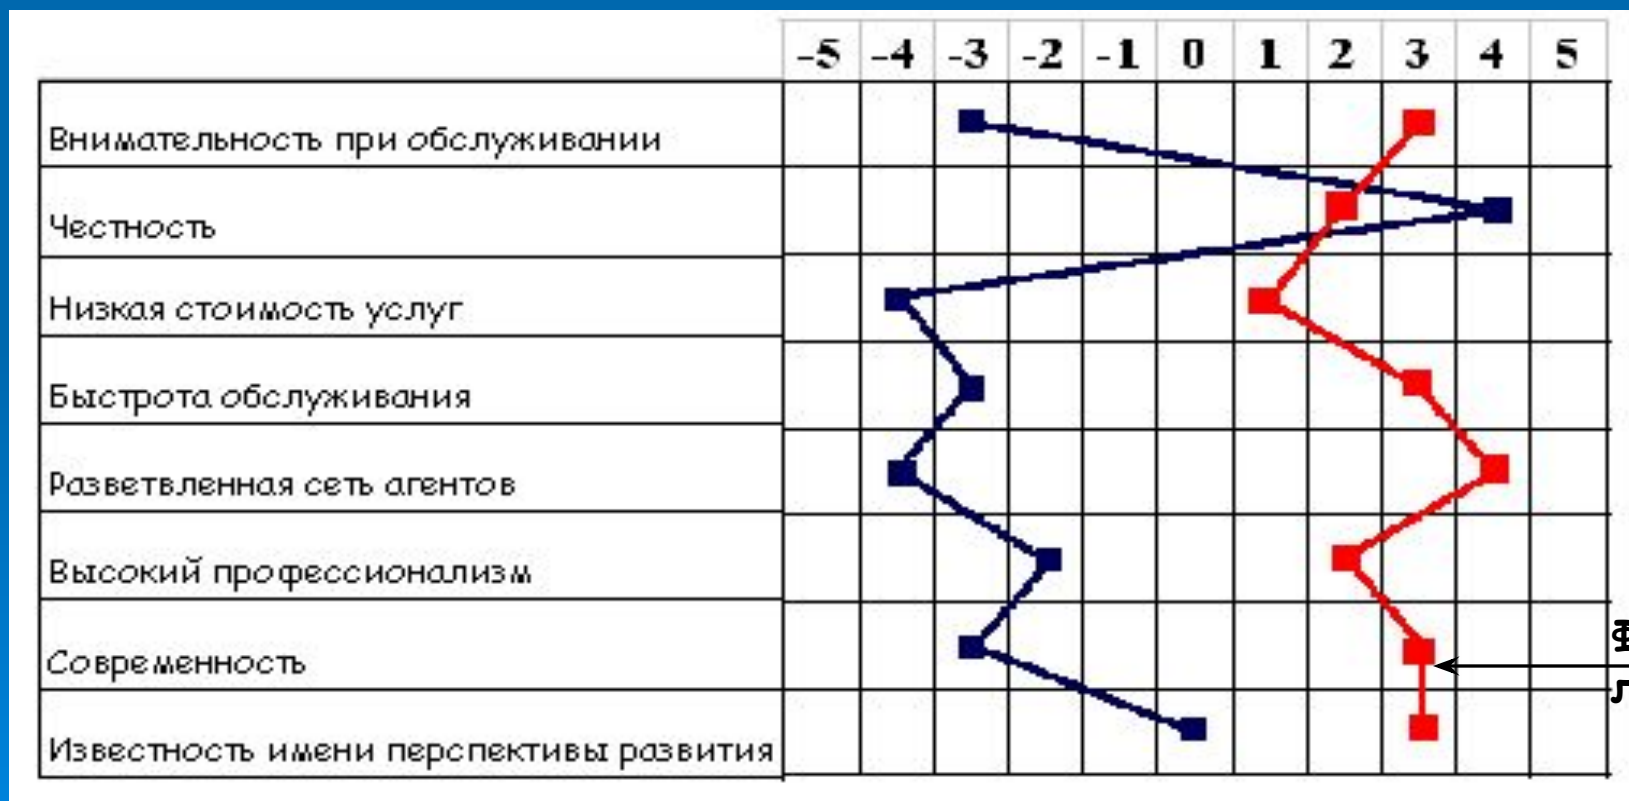 -5 -4 -3 -2 -1 0 1 2 3 4 5
Внимательность при обслуживании
Честность
Низкая стоимость услуг
Быстрота обслуживания
Разветвленная сеть агентов
Высокий профессионализм
Современность
Известность имени перспективы развития